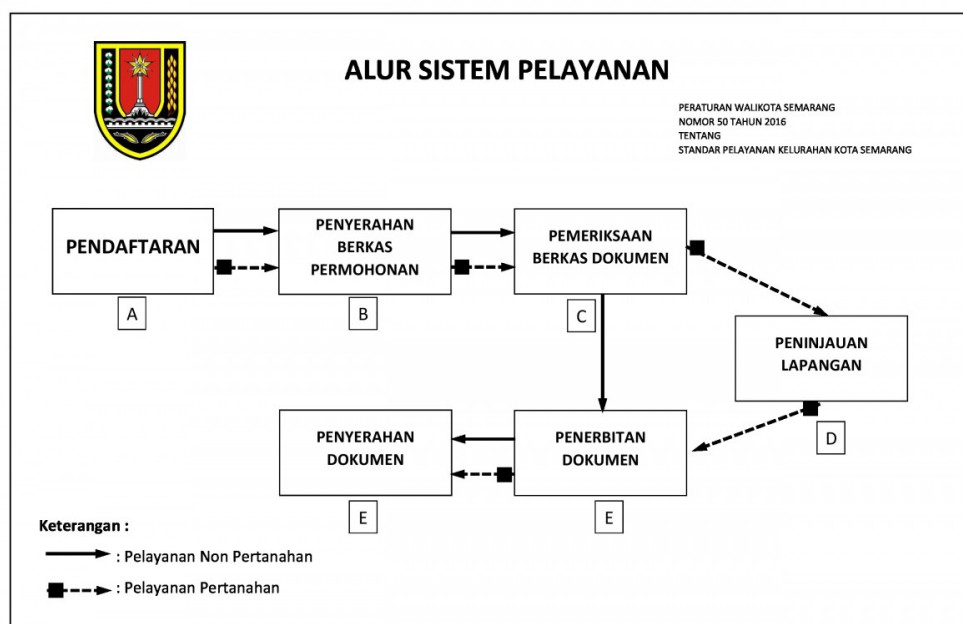 ALUR SISTEM PELAYANAN
PERATURAN WALIKOTA SEMARANG
NOMOR 50 TAHUN 2016
TENTANG
STANDAR PELAYANAN KELURAHAN KOTA SEMARANG
PENDAFTARAN
A
PENYERAHAN
BERKAS
PERMOHONAN
B
PEMERIKSAAN
BERKAS DOKUMEN
C
PENINJAUAN
LAPANGAN
D
PENERBITAN
DOKUMEN
E
PENYERAHAN
DOKUMEN
E
Keterangan :
: Pelayanan Non Pertanahan
: Pelayanan Pertanahan